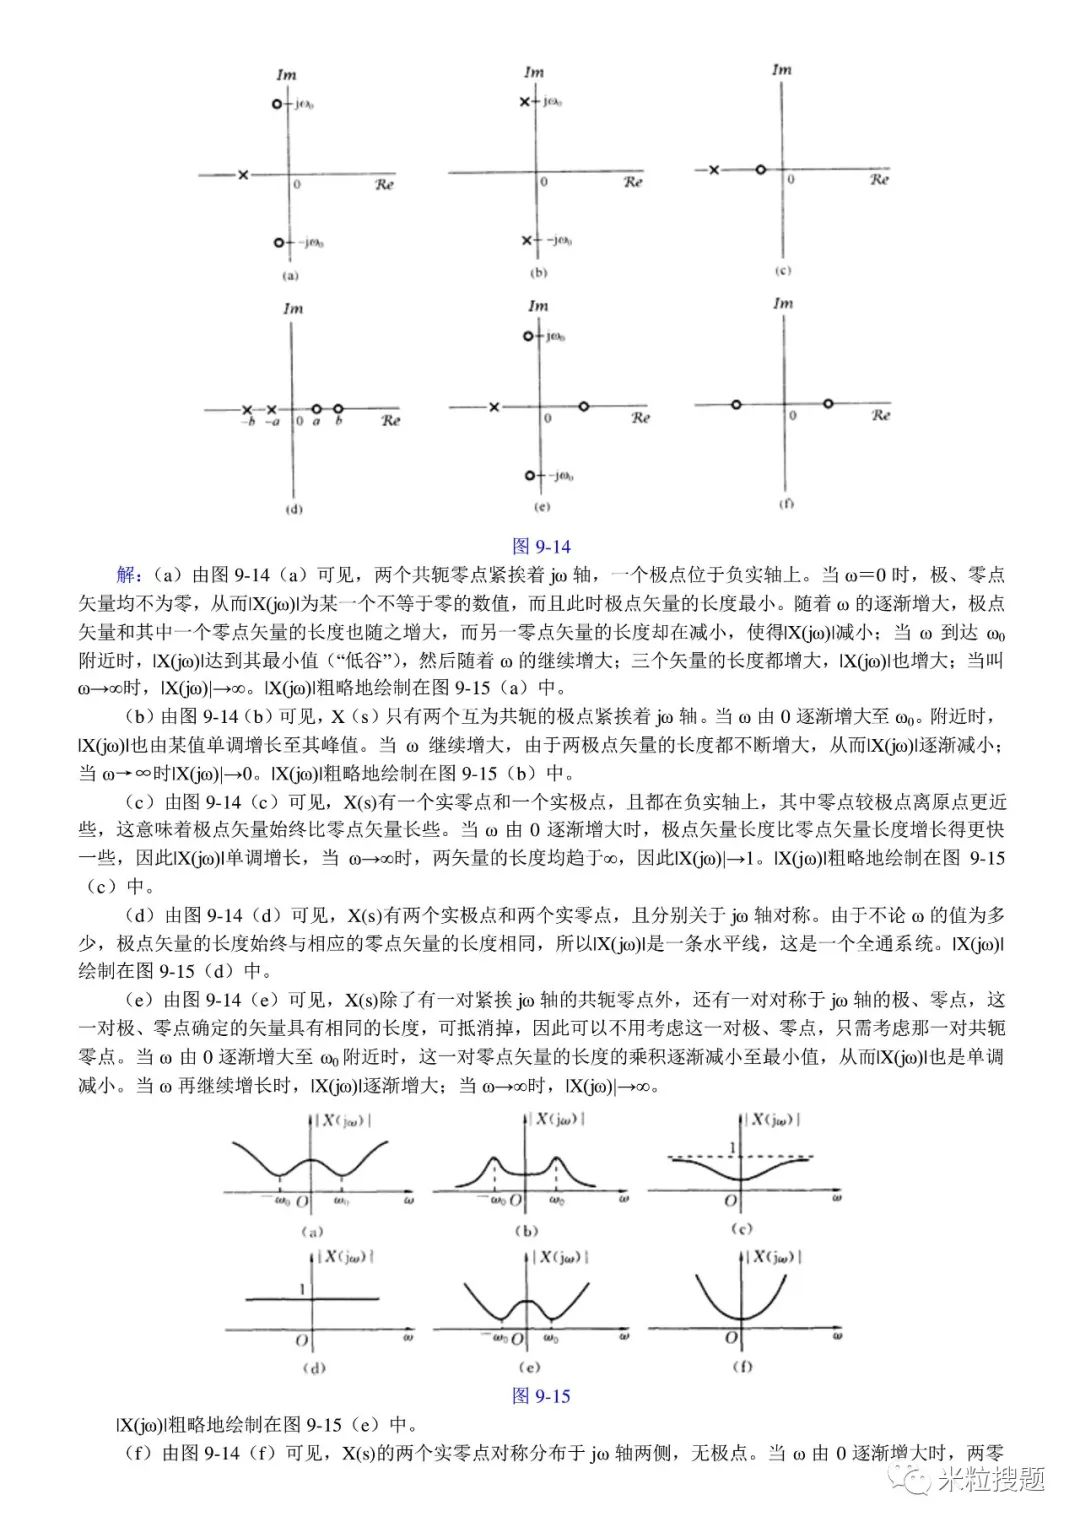 Im
Im
Im
jω₀
jω₀
0
Re
0
Re
0
Re
-jω₀
-jω₀
(a)
(b)
(c)
Im
Im
Im
jω₀
-b -a 0 a b Re
0
Re
0
Re
-jω₀
(d)
(e)
(f)
图 9-14
解：（a）由图 9-14（a）可见，两个共轭零点紧挨着 jω 轴，一个极点位于负实轴上。当 ω＝0 时，极、零点
矢量均不为零，从而|X(jω)|为某一个不等于零的数值，而且此时极点矢量的长度最小。随着 ω 的逐渐增大，极点
矢量和其中一个零点矢量的长度也随之增大，而另一零点矢量的长度却在减小，使得|X(jω)|减小；当 ω 到达 ω₀
附近时，|X(jω)|达到其最小值（“低谷”），然后随着 ω 的继续增大；三个矢量的长度都增大，|X(jω)|也增大；当叫
ω→∞时，|X(jω)|→∞。|X(jω)|粗略地绘制在图 9-15（a）中。
（b）由图 9-14（b）可见，X（s）只有两个互为共轭的极点紧挨着 jω 轴。当 ω 由 0 逐渐增大至 ω₀。附近时，
|X(jω)|也由某值单调增长至其峰值。当 ω 继续增大，由于两极点矢量的长度都不断增大，从而|X(jω)|逐渐减小；
当 ω→∞时|X(jω)|→0。|X(jω)|粗略地绘制在图 9-15（b）中。
（c）由图 9-14（c）可见，X(s)有一个实零点和一个实极点，且都在负实轴上，其中零点较极点离原点更近
些，这意味着极点矢量始终比零点矢量长些。当 ω 由 0 逐渐增大时，极点矢量长度比零点矢量长度增长得更快
一些，因此|X(jω)|单调增长，当 ω→∞时，两矢量的长度均趋于∞，因此|X(jω)|→1。|X(jω)|粗略地绘制在图 9-15
（c）中。
（d）由图 9-14（d）可见，X(s)有两个实极点和两个实零点，且分别关于 jω 轴对称。由于不论 ω 的值为多
少，极点矢量的长度始终与相应的零点矢量的长度相同，所以|X(jω)|是一条水平线，这是一个全通系统。|X(jω)|
绘制在图 9-15（d）中。
（e）由图 9-14（e）可见，X(s)除了有一对紧挨 jω 轴的共轭零点外，还有一对对称于 jω 轴的极、零点，这
一对极、零点确定的矢量具有相同的长度，可抵消掉，因此可以不用考虑这一对极、零点，只需考虑那一对共轭
零点。当 ω 由 0 逐渐增大至 ω₀ 附近时，这一对零点矢量的长度的乘积逐渐减小至最小值，从而|X(jω)|也是单调
减小。当 ω 再继续增长时，|X(jω)|逐渐增大；当 ω→∞时，|X(jω)|→∞。
|X(jω)|
|X(jω)|
|X(jω)|
1
-ω₀ O ω₀ ω
-ω₀ O ω₀ ω
O ω
(a)
(b)
(c)
|X(jω)|
|X(jω)|
|X(jω)|
1
O ω
-ω₀ O ω₀ ω
O ω
(d)
(e)
(f)
图 9-15
|X(jω)|粗略地绘制在图 9-15（e）中。
（f）由图 9-14（f）可见，X(s)的两个实零点对称分布于 jω 轴两侧，无极点。当 ω 由 0 逐渐增大时，两零
米粒搜题